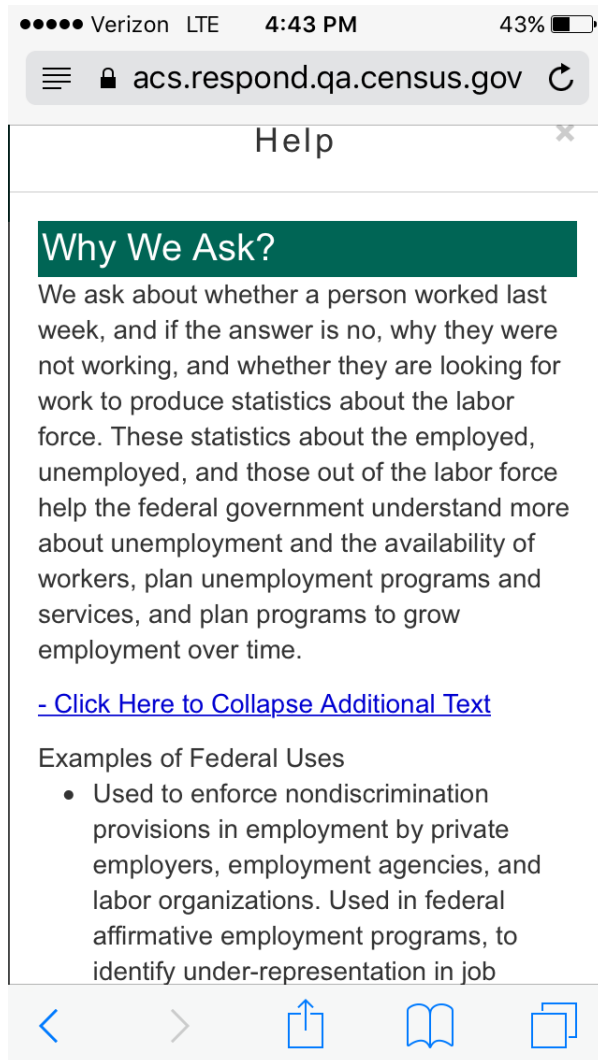 Verizon LTE 4:43 PM 43%
acs.respond.qa.census.gov
Help ×
Why We Ask?
We ask about whether a person worked last
week, and if the answer is no, why they were
not working, and whether they are looking for
work to produce statistics about the labor
force. These statistics about the employed,
unemployed, and those out of the labor force
help the federal government understand more
about unemployment and the availability of
workers, plan unemployment programs and
services, and plan programs to grow
employment over time.
- Click Here to Collapse Additional Text
Examples of Federal Uses
• Used to enforce nondiscrimination
provisions in employment by private
employers, employment agencies, and
labor organizations. Used in federal
affirmative employment programs, to
identify under-representation in job